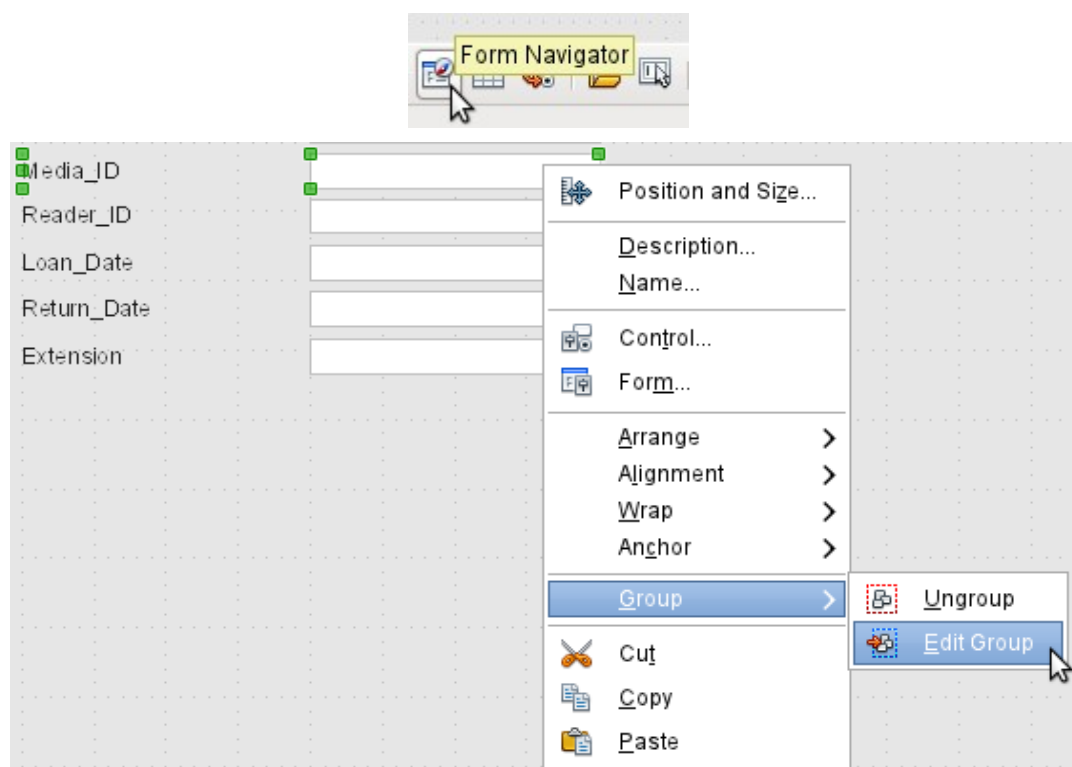 Form Navigator
Media_ID
Reader_ID
Loan_Date
Return_Date
Extension
Position and Size...
Description...
Name...
Control...
Form...
Arrange
Alignment
Wrap
Anchor
Group
Cut
Copy
Paste
Ungroup
Edit Group